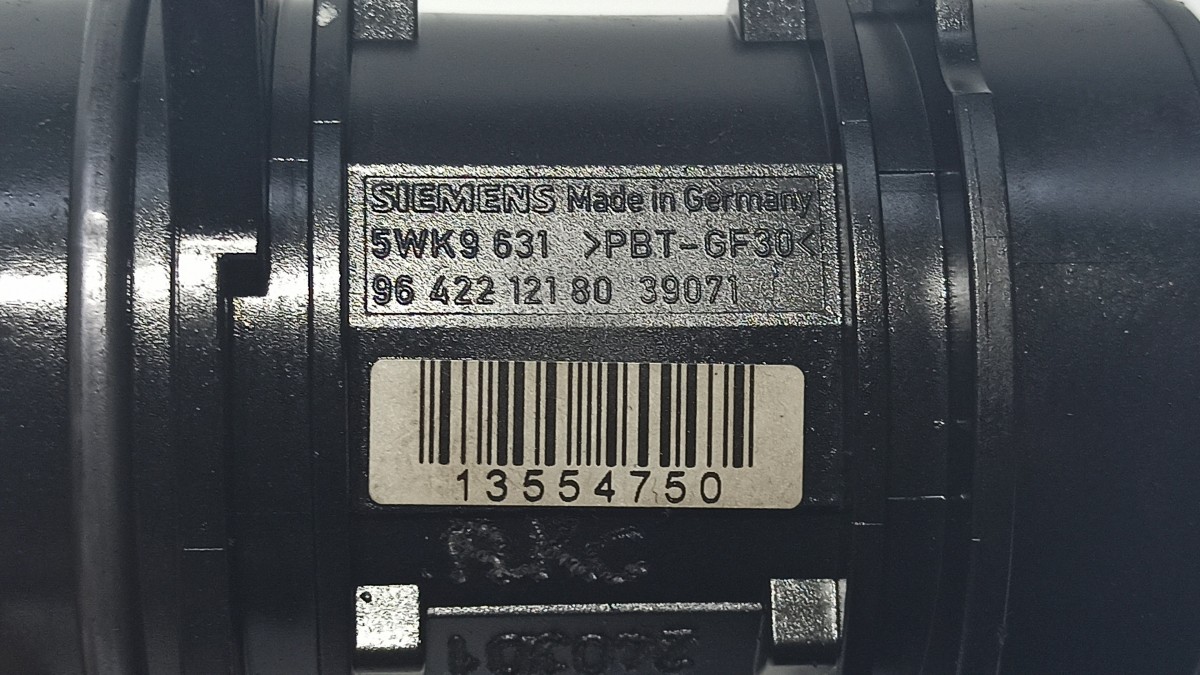 SIEMENS Made in Germany
5WK9 631 >PBT-GF30<
96 422 121 80 39071
13554750